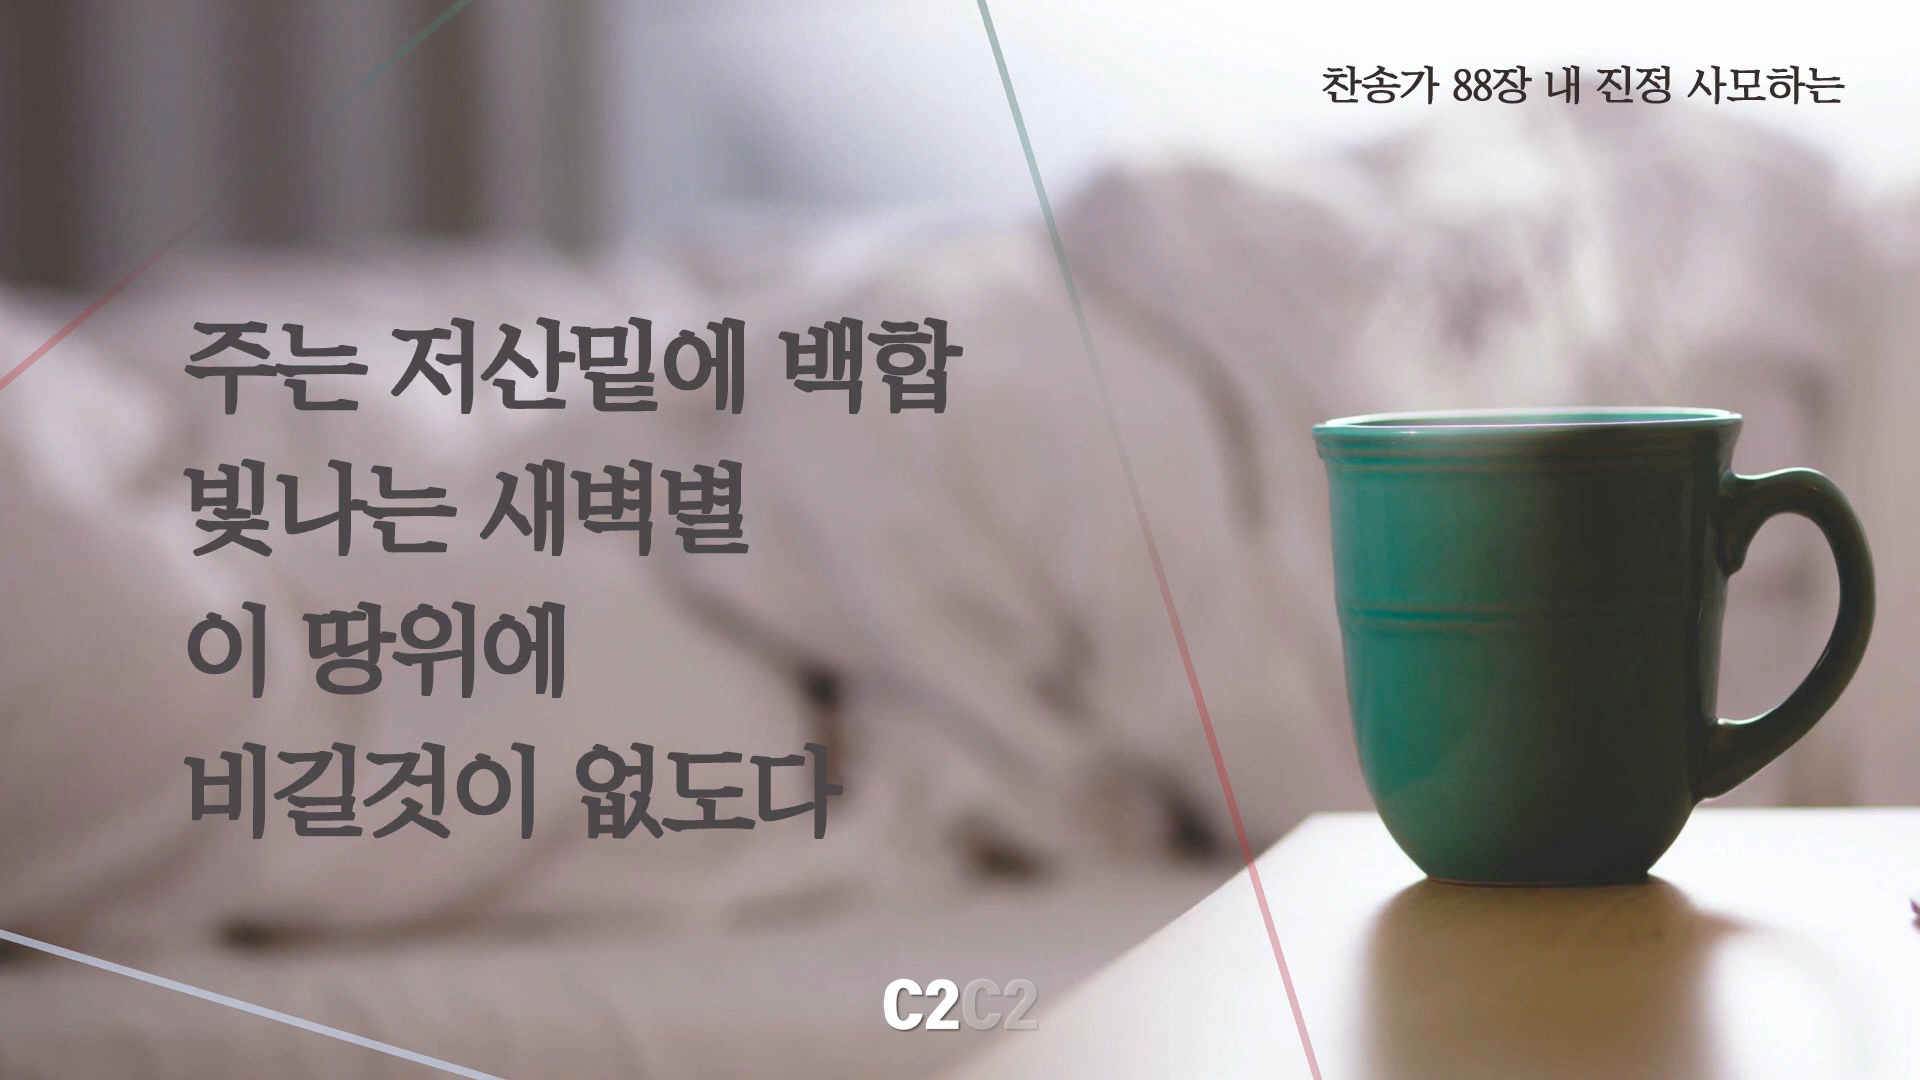 찬송가 88장 내 진정 사모하는
주는 저산밑에 백합
빛나는 새벽별
이 땅위에
비길것이 없도다
C2C2